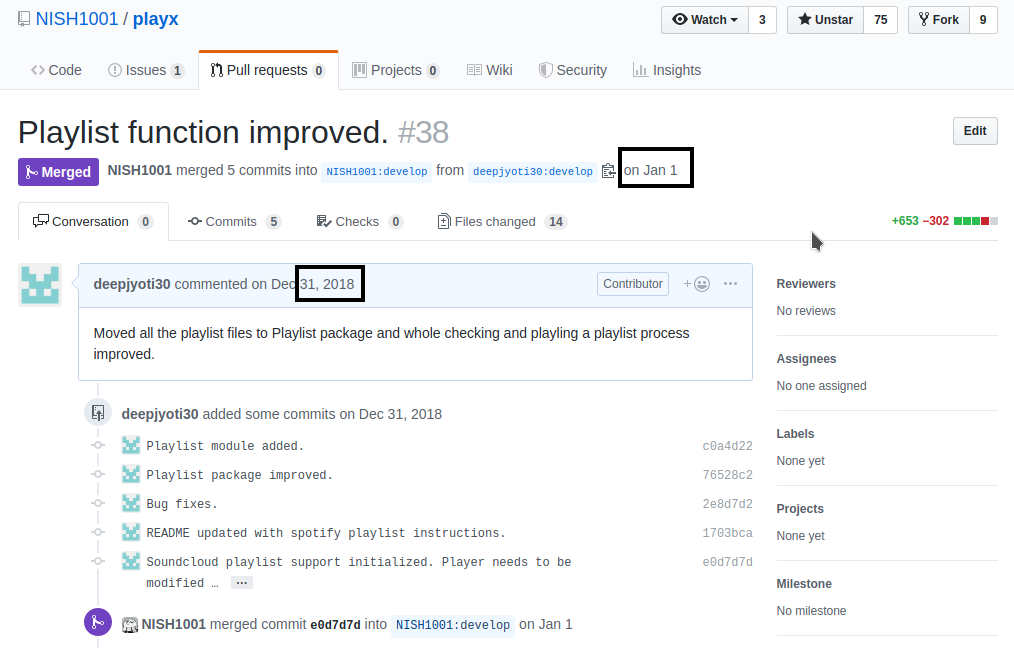 NISH1001 / playx
Watch 3 Unstar 75 Fork 9
Code Issues 1 Pull requests 0 Projects 0 Wiki Security Insights
Playlist function improved. #38
Edit
Merged NISH1001 merged 5 commits into NISH1001:develop from deepjyoti30:develop on Jan 1
Conversation 0 Commits 5 Checks 0 Files changed 14
+653 −302
deepjyoti30 commented on Dec 31, 2018
Contributor + ...
Moved all the playlist files to Playlist package and whole checking and playling a playlist process
improved.
deepjyoti30 added some commits on Dec 31, 2018
Playlist module added. c0a4d22
Playlist package improved. 76528c2
Bug fixes. 2e8d7d2
README updated with spotify playlist instructions. 1703bca
Soundcloud playlist support initialized. Player needs to be e0d7d7d
modified … ...
NISH1001 merged commit e0d7d7d into NISH1001:develop on Jan 1
Reviewers
No reviews
Assignees
No one assigned
Labels
None yet
Projects
None yet
Milestone
No milestone